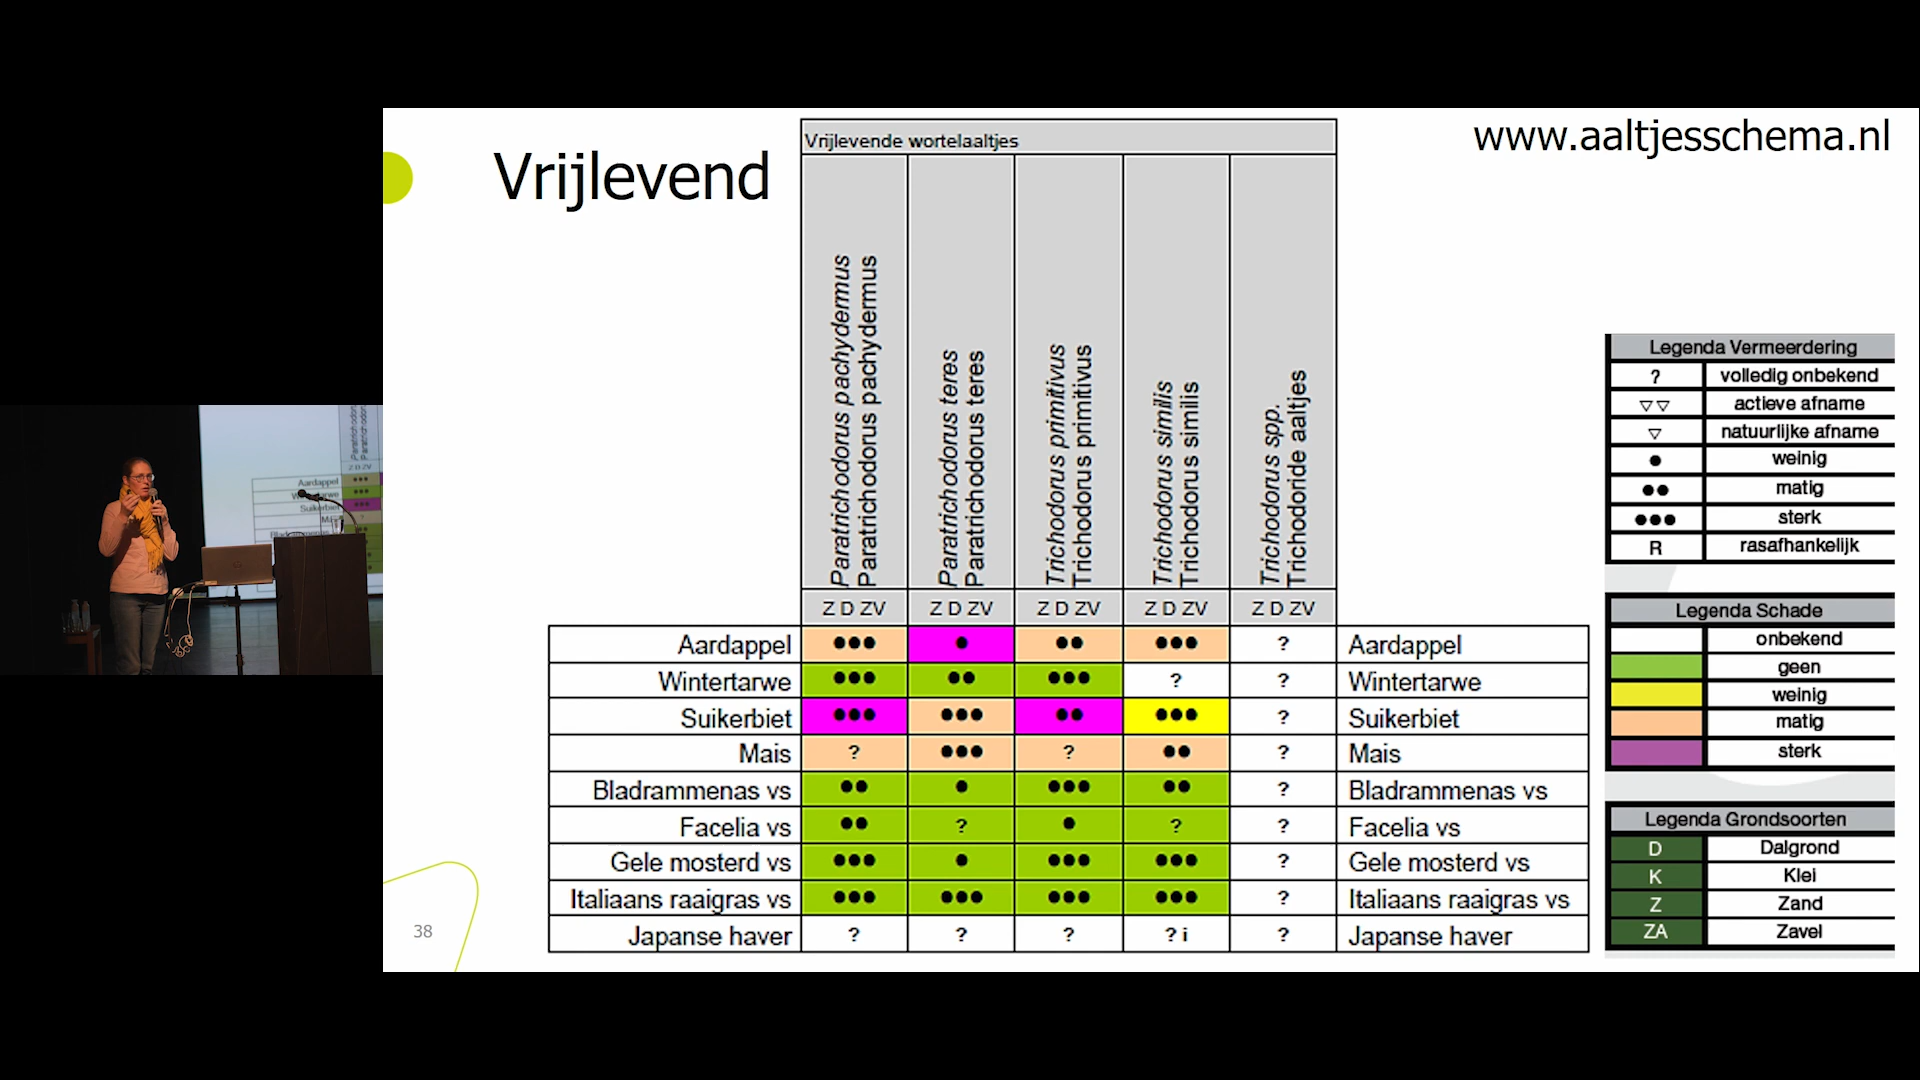 Vrijlevend
www.aaltjesschema.nl
Vrijlevende wortelaaltjes
Paratrichodorus pachydermus
Paratrichodorus pachydermus
Paratrichodorus teres
Paratrichodorus teres
Trichodorus primitivus
Trichodorus primitivus
Trichodorus similis
Trichodorus similis
Trichodorus spp.
Trichodoride aaltjes
Z D ZV Z D ZV Z D ZV Z D ZV Z D ZV
Aardappel ●●● ● ●● ●●● ? Aardappel
Wintertarwe ●●● ●● ●●● ? ? Wintertarwe
Suikerbiet ●●● ●●● ●● ●●● ? Suikerbiet
Mais ? ●●● ? ●● ? Mais
Bladrammenas vs ●● ● ●●● ●● ? Bladrammenas vs
Facelia vs ●● ? ● ? ? Facelia vs
Gele mosterd vs ●●● ● ●●● ●●● ? Gele mosterd vs
Italiaans raaigras vs ●●● ●●● ●●● ●●● ? Italiaans raaigras vs
Japanse haver ? ? ? ? i ? Japanse haver
Legenda Vermeerdering
? volledig onbekend
▽▽ actieve afname
▽ natuurlijke afname
● weinig
●● matig
●●● sterk
R rasafhankelijk
Legenda Schade
onbekend
geen
weinig
matig
sterk
Legenda Grondsoorten
D Dalgrond
K Klei
Z Zand
ZA Zavel
38